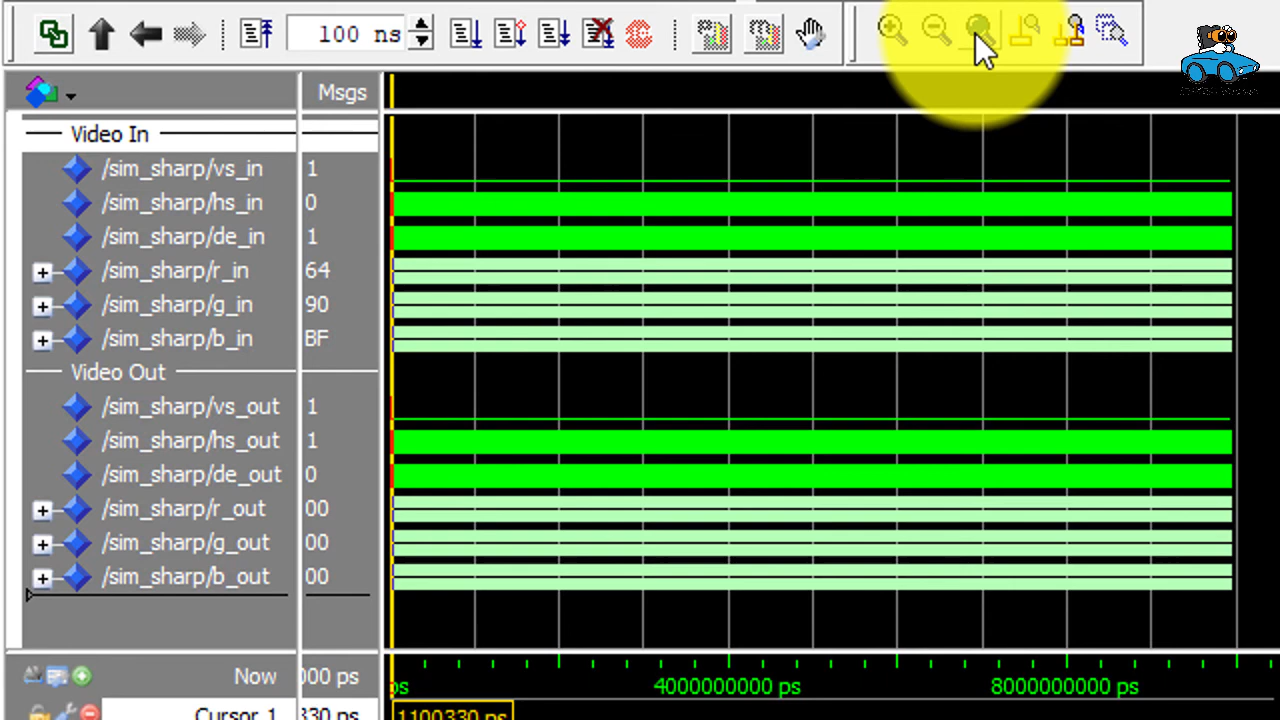 100 ns
Msgs
Video In
/sim_sharp/vs_in 1
/sim_sharp/hs_in 0
/sim_sharp/de_in 1
/sim_sharp/r_in 64
/sim_sharp/g_in 90
/sim_sharp/b_in BF
Video Out
/sim_sharp/vs_out 1
/sim_sharp/hs_out 1
/sim_sharp/de_out 0
/sim_sharp/r_out 00
/sim_sharp/g_out 00
/sim_sharp/b_out 00
Now 000 ps ps 4000000000 ps 8000000000 ps
Cursor 1 330 ps 1100330 ps